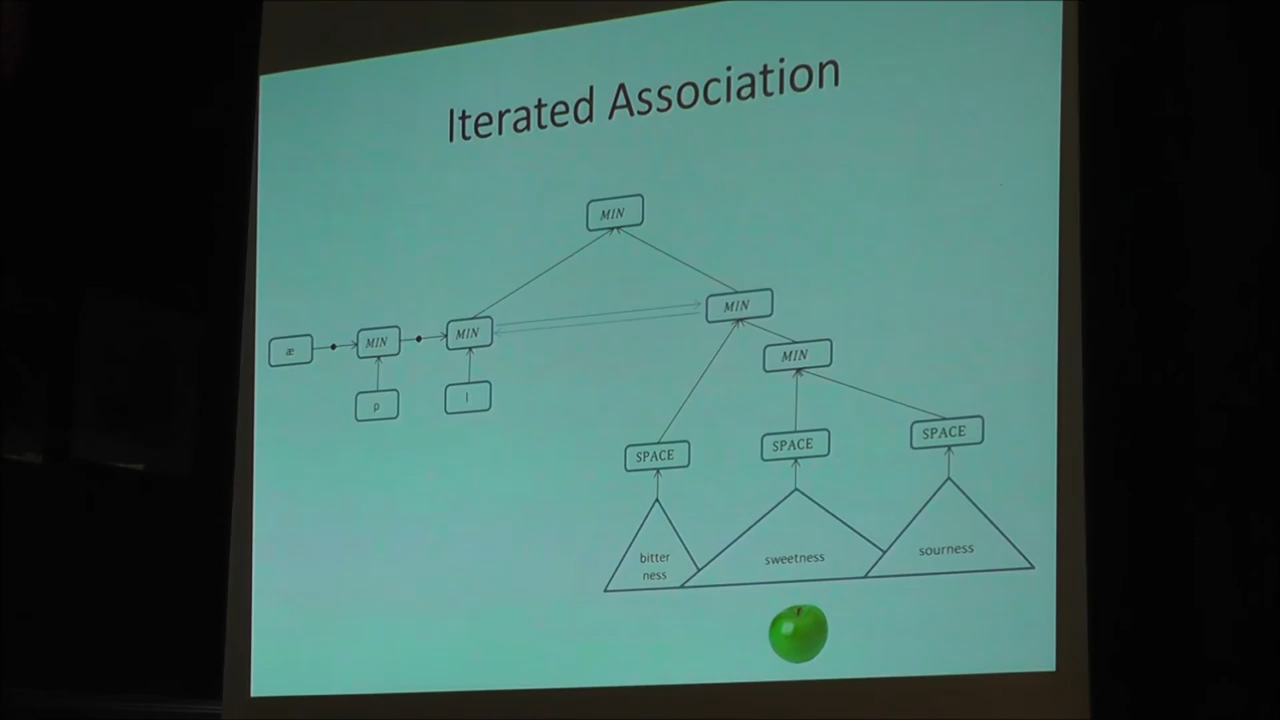 Iterated Association
MIN
MIN
æ
MIN
MIN
MIN
p
l
SPACE
SPACE
SPACE
bitter
ness
sweetness
sourness